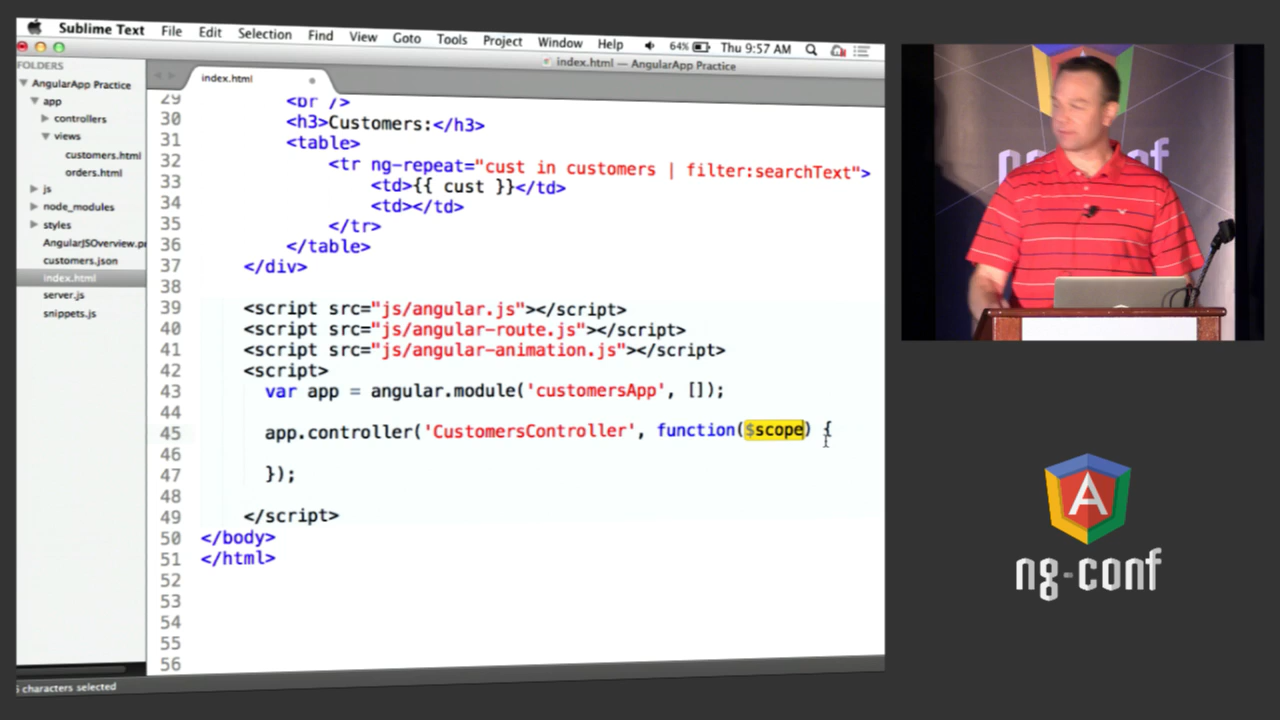 Sublime Text File Edit Selection Find View Goto Tools Project Window Help 64% Thu 9:57 AM
index.html — AngularApp Practice
FOLDERS
AngularApp Practice
app
controllers
views
customers.html
orders.html
js
node_modules
styles
customers.json
index.html
server.js
snippets.js
index.html
29 <br />
30 <h3>Customers:</h3>
31 <table>
32 <tr ng-repeat="cust in customers | filter:searchText">
33 <td>{{ cust }}</td>
34 <td></td>
35 </tr>
36 </table>
37 </div>
38
39 <script src="js/angular.js"></script>
40 <script src="js/angular-route.js"></script>
41 <script src="js/angular-animation.js"></script>
42 <script>
43 var app = angular.module('customersApp', []);
44
45 app.controller('CustomersController', function($scope) {
46
47 });
48
49 </script>
50 </body>
51 </html>
52
53
54
55
56
characters selected
A
ng-conf